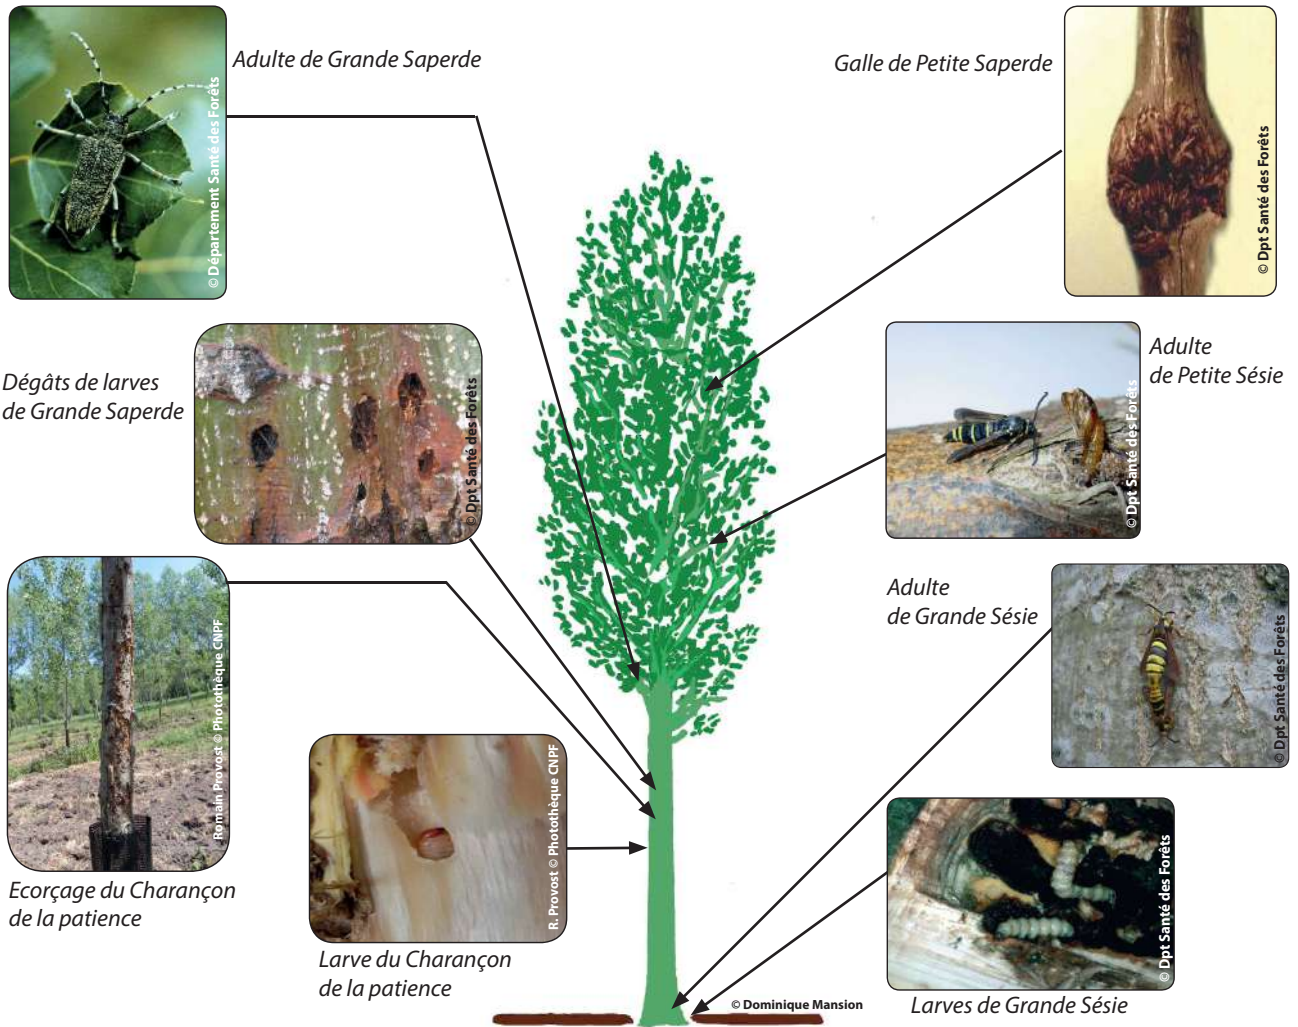 Adulte de Grande Saperde
© Département Santé des Forêts
Galle de Petite Saperde
© Dpt Santé des Forêts
Dégâts de larves
de Grande Saperde
© Dpt Santé des Forêts
Adulte
de Petite Sésie
© Dpt Santé des Forêts
Ecorçage du Charançon
de la patience
Romain Provost © Photothèque CNPF
Adulte
de Grande Sésie
© Dpt Santé des Forêts
Larve du Charançon
de la patience
R. Provost © Photothèque CNPF
© Dpt Santé des Forêts
Larves de Grande Sésie
© Dominique Mansion